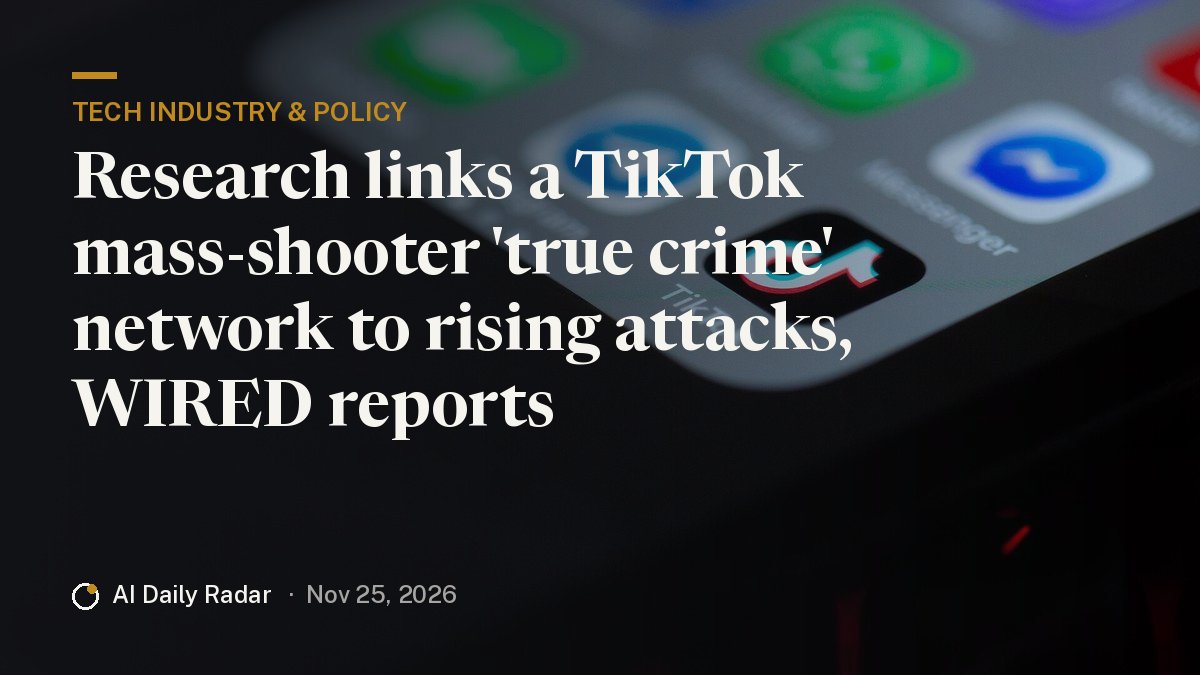 TECH INDUSTRY & POLICY
Research links a TikTok
mass-shooter 'true crime'
network to rising attacks,
WIRED reports
AI Daily Radar · Nov 25, 2026
Messenger